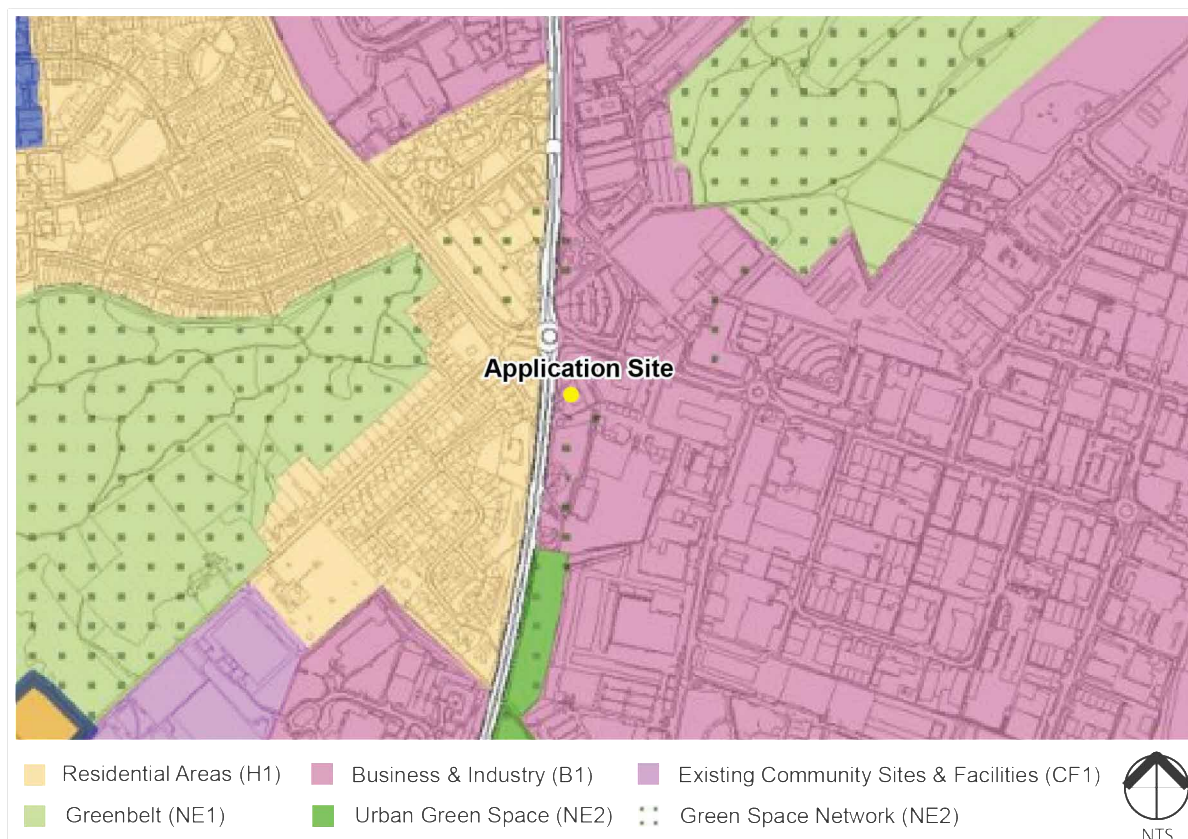 Application Site
Residential Areas (H1)
Business & Industry (B1)
Existing Community Sites & Facilities (CF1)
Greenbelt (NE1)
Urban Green Space (NE2)
Green Space Network (NE2)
NTS